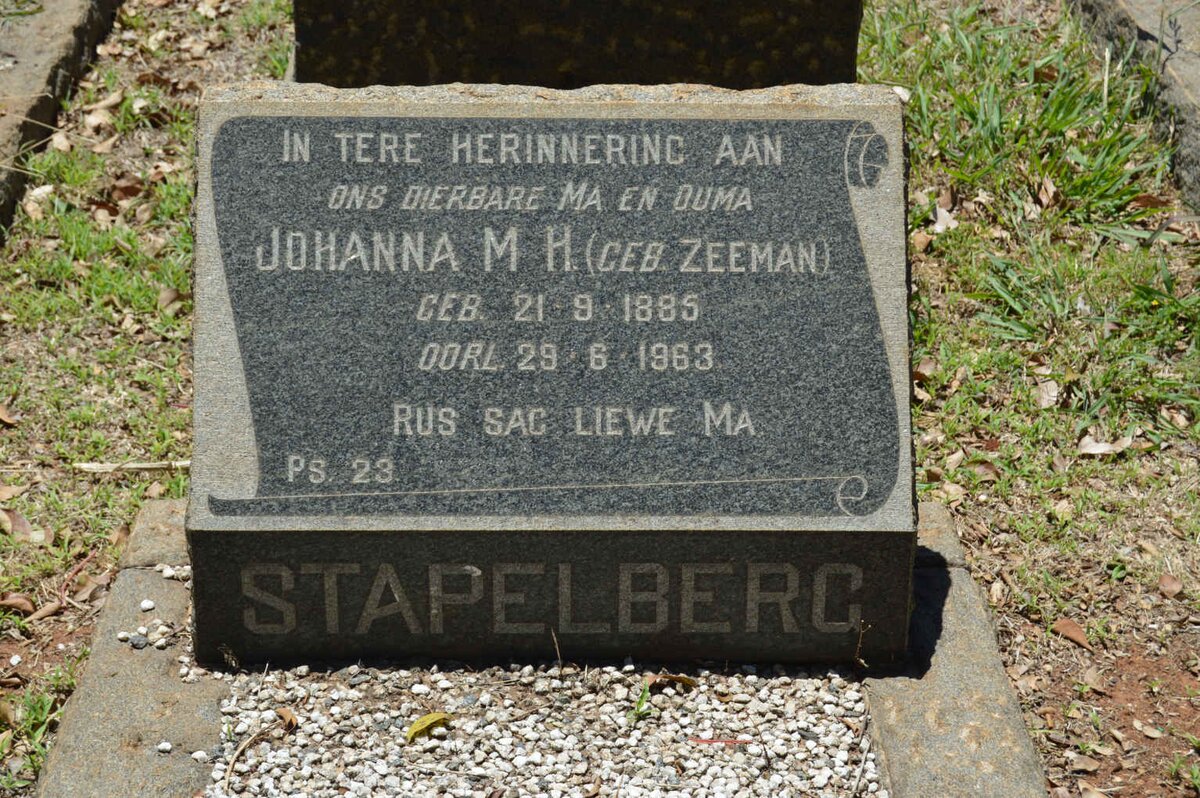 IN TERE HERINNERING AAN
ONS DIERBARE MA EN OUMA
JOHANNA M. H. (GEB. ZEEMAN)
GEB. 21·9·1885
OORL. 29·6·1963.
RUS SAG LIEWE MA.
PS. 23
STAPELBERG